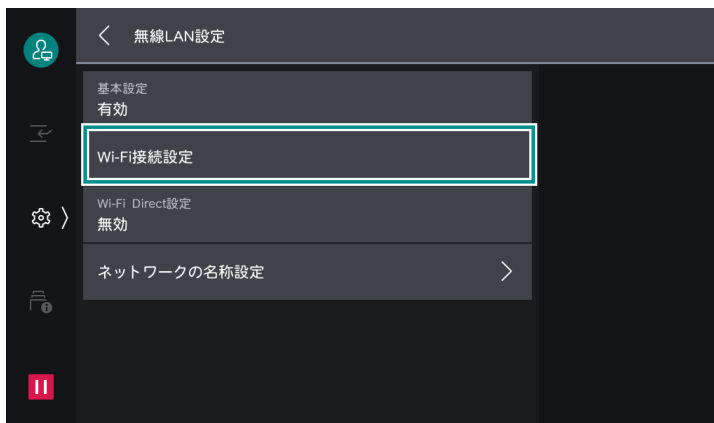 無線LAN設定
基本設定
有効
Wi-Fi接続設定
Wi-Fi Direct設定
無効
ネットワークの名称設定